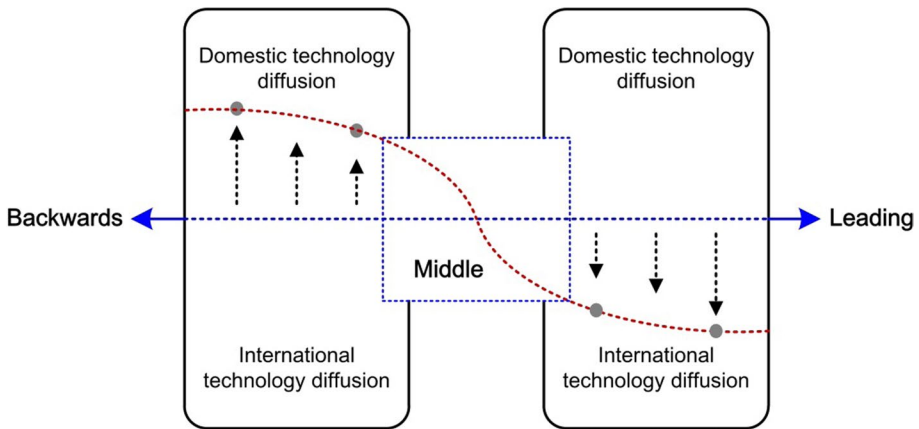 Domestic technology
diffusion
Domestic technology
diffusion
Backwards
Leading
Middle
International
technology diffusion
International
technology diffusion